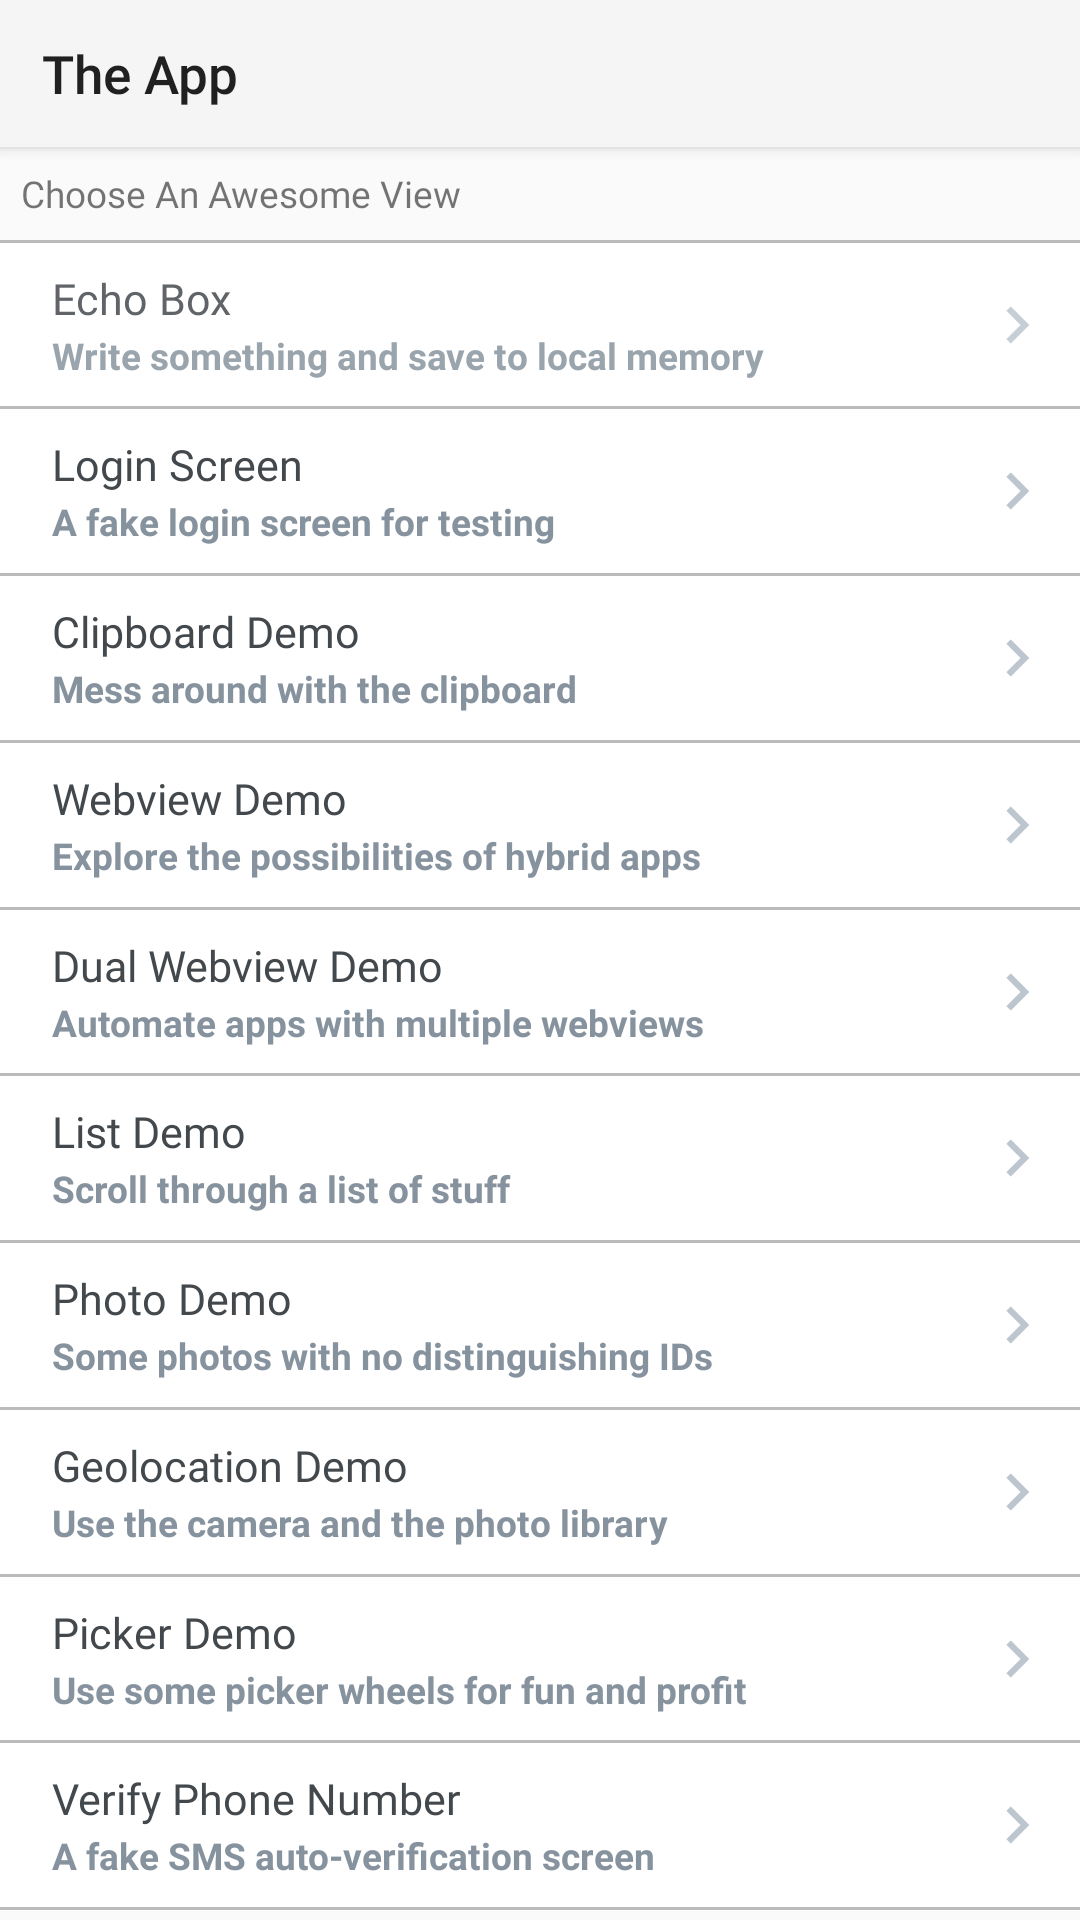 The App
Choose An Awesome View
Echo Box
Write something and save to local memory
Login Screen
A fake login screen for testing
Clipboard Demo
Mess around with the clipboard
Webview Demo
Explore the possibilities of hybrid apps
Dual Webview Demo
Automate apps with multiple webviews
List Demo
Scroll through a list of stuff
Photo Demo
Some photos with no distinguishing IDs
Geolocation Demo
Use the camera and the photo library
Picker Demo
Use some picker wheels for fun and profit
Verify Phone Number
A fake SMS auto-verification screen